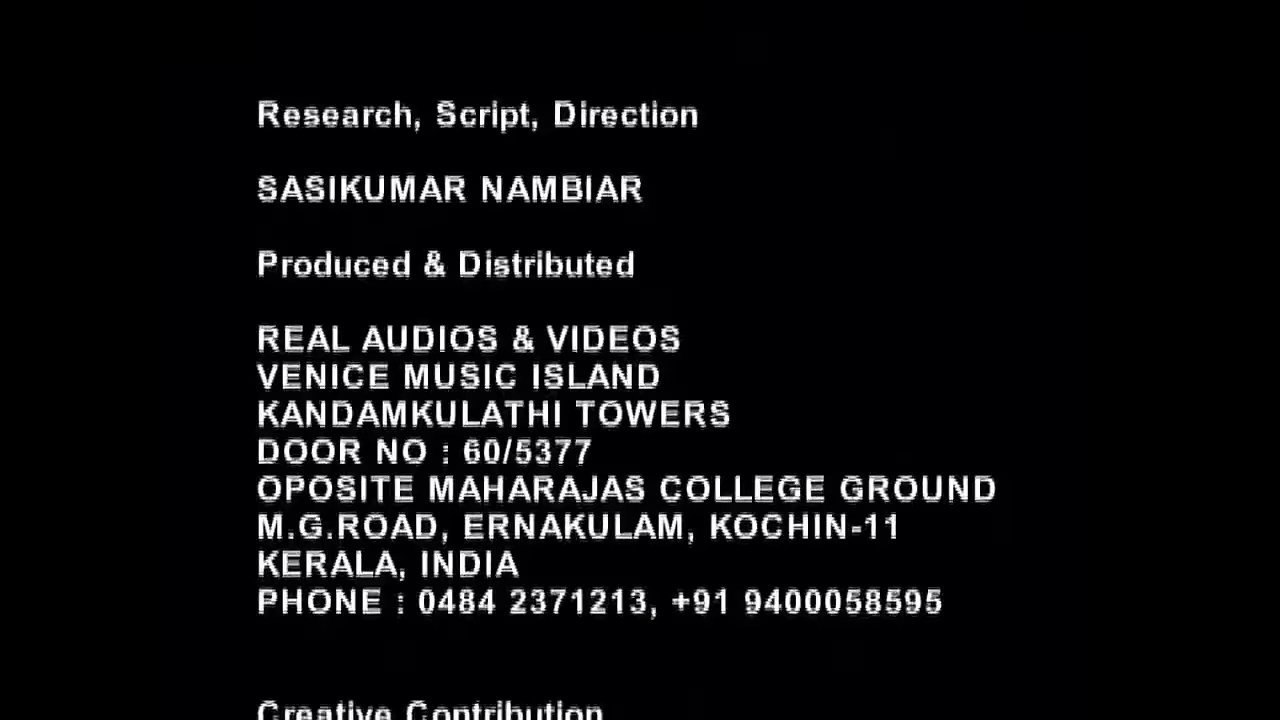 Research, Script, Direction
SASIKUMAR NAMBIAR
Produced & Distributed
REAL AUDIOS & VIDEOS
VENICE MUSIC ISLAND
KANDAMKULATHI TOWERS
DOOR NO : 60/5377
OPOSITE MAHARAJAS COLLEGE GROUND
M.G.ROAD, ERNAKULAM, KOCHIN-11
KERALA, INDIA
PHONE : 0484 2371213, +91 9400058595
Creative Contribution